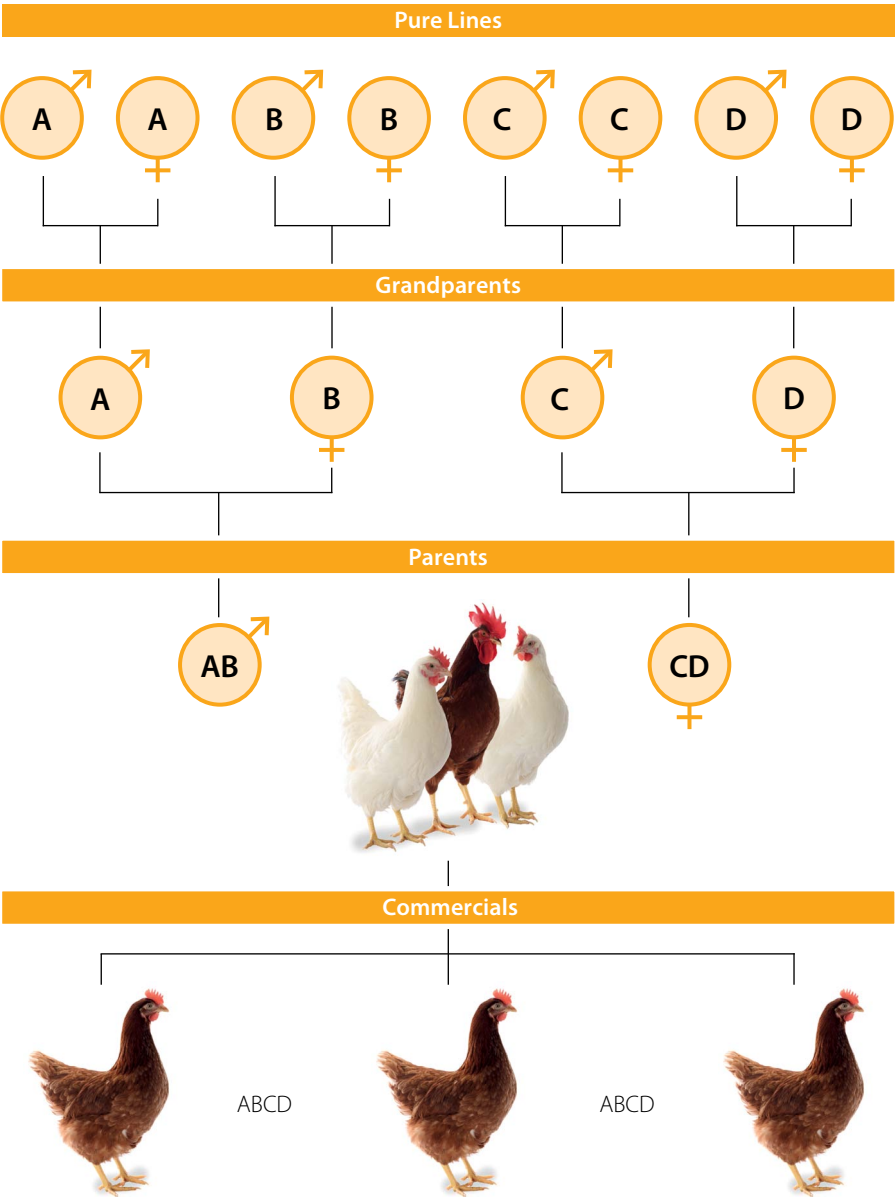 Pure Lines
A A B B C C D D
Grandparents
A B C D
Parents
AB CD
Commercials
ABCD ABCD